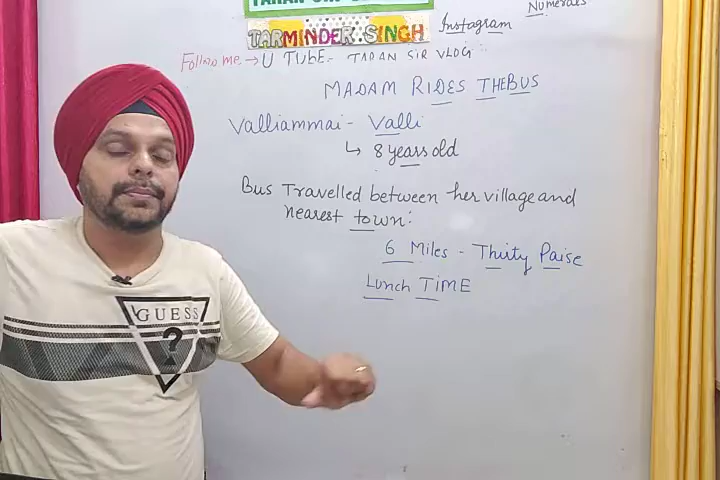 TARMINDER SINGH
Instagram
Numerals
Follow me → U TUBE - TARAN SIR VLOG
MADAM RIDES THE BUS
Valliammai - Valli
↳ 8 years old
Bus Travelled between her village and
nearest town:
6 Miles - Thirty Paise
Lunch TIME
GUESS
?